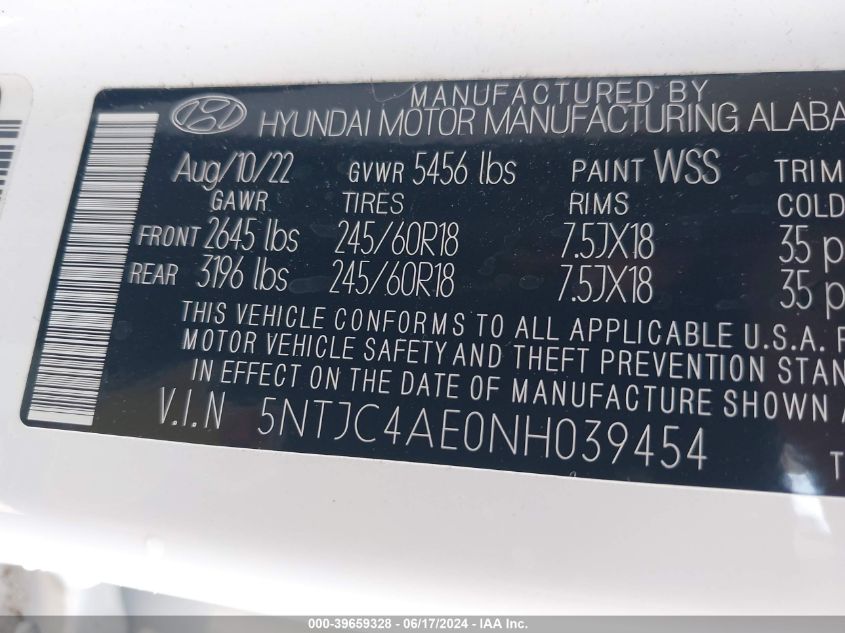 MANUFACTURED BY
HYUNDAI MOTOR MANUFACTURING ALABA
Aug/10/22 GVWR 5456 lbs PAINT WSS TRIM
GAWR TIRES RIMS COLD
FRONT 2645 lbs 245/60R18 7.5JX18 35 p
REAR 3196 lbs 245/60R18 7.5JX18 35 p
THIS VEHICLE CONFORMS TO ALL APPLICABLE U.S.A. F
MOTOR VEHICLE SAFETY AND THEFT PREVENTION STAN
IN EFFECT ON THE DATE OF MANUFACTURE SHOWN A
V.I.N 5NTJC4AE0NH039454
T
000-39659328 - 06/17/2024 - IAA Inc.